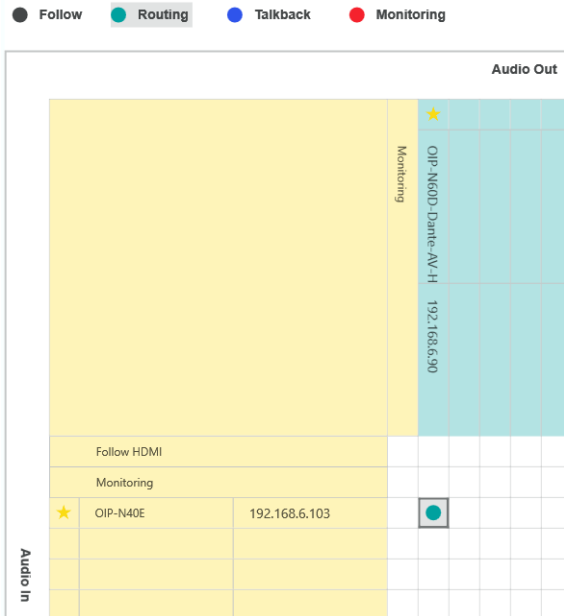 Follow Routing Talkback Monitoring
Audio Out
Monitoring
OIP-N60D-Dante-AV-H 192.168.6.90
Follow HDMI
Monitoring
OIP-N40E 192.168.6.103
Audio In